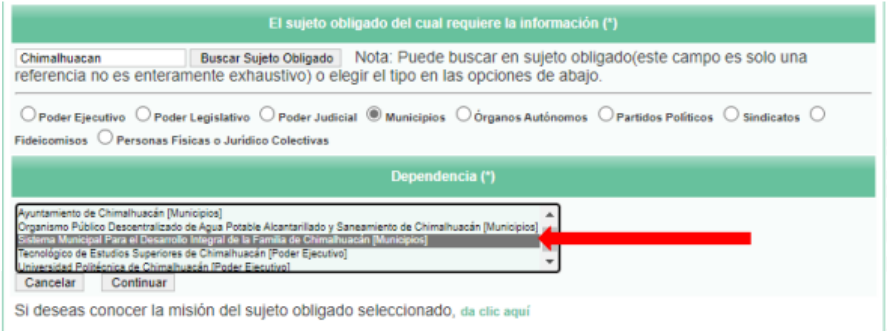 El sujeto obligado del cual requiere la información (*)
Chimalhuacan Buscar Sujeto Obligado Nota: Puede buscar en sujeto obligado(este campo es solo una
referencia no es enteramente exhaustivo) o elegir el tipo en las opciones de abajo.
Poder Ejecutivo Poder Legislativo Poder Judicial Municipios Órganos Autónomos Partidos Políticos Sindicatos
Fideicomisos Personas Físicas o Jurídico Colectivas
Dependencia (*)
Ayuntamiento de Chimalhuacán [Municipios]
Organismo Público Descentralizado de Agua Potable Alcantarillado y Saneamiento de Chimalhuacán [Municipios]
Sistema Municipal Para el Desarrollo Integral de la Familia de Chimalhuacán [Municipios]
Tecnológico de Estudios Superiores de Chimalhuacán [Poder Ejecutivo]
Universidad Politécnica de Chimalhuacán [Poder Ejecutivo]
Cancelar Continuar
Si deseas conocer la misión del sujeto obligado seleccionado, da clic aquí